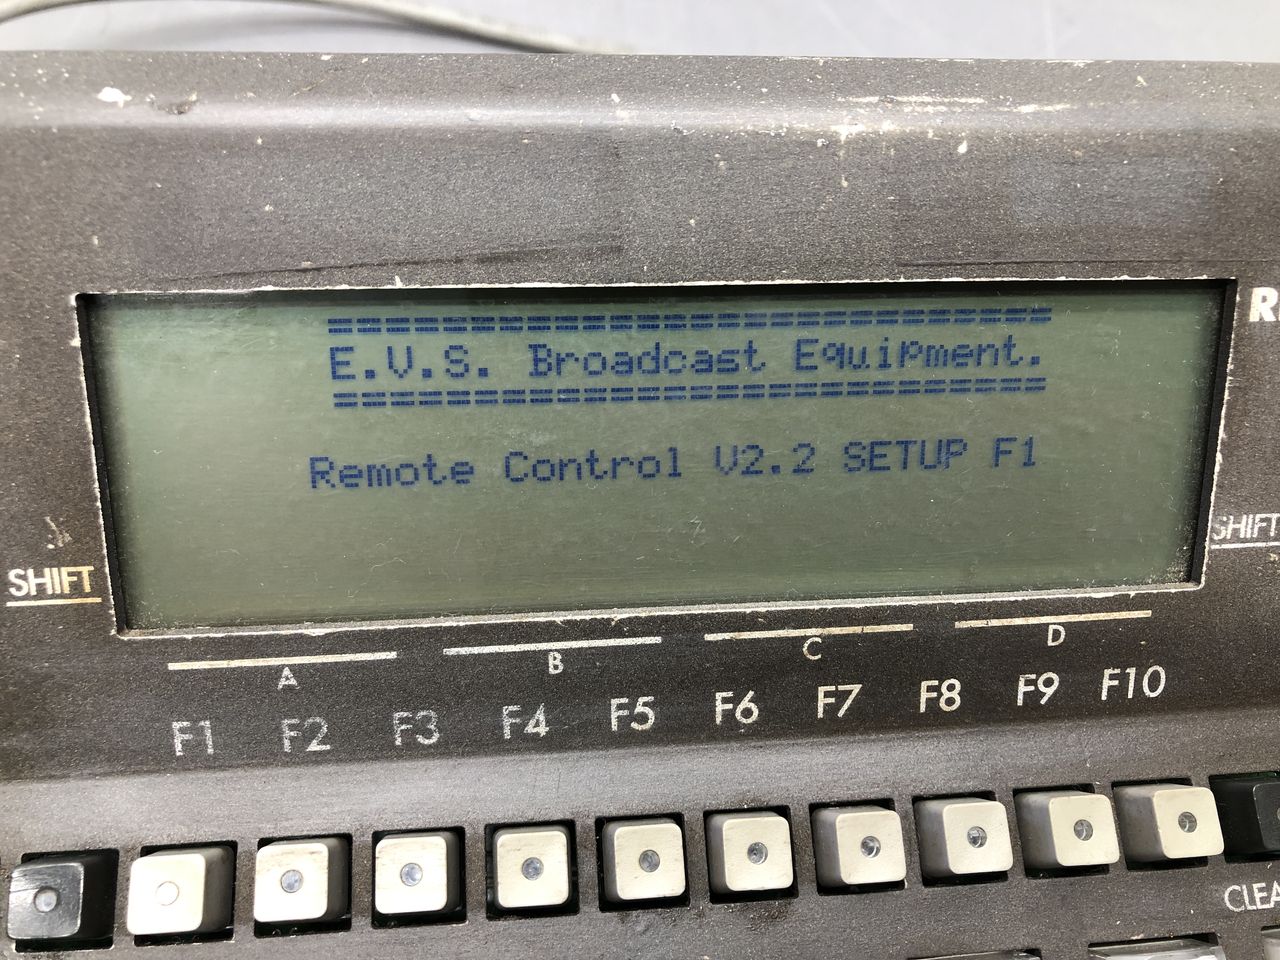 =========================
E.V.S. Broadcast Equipment.
=========================
Remote Control V2.2 SETUP F1
R
SHIFT
SHIFT
A B C D
F1 F2 F3 F4 F5 F6 F7 F8 F9 F10